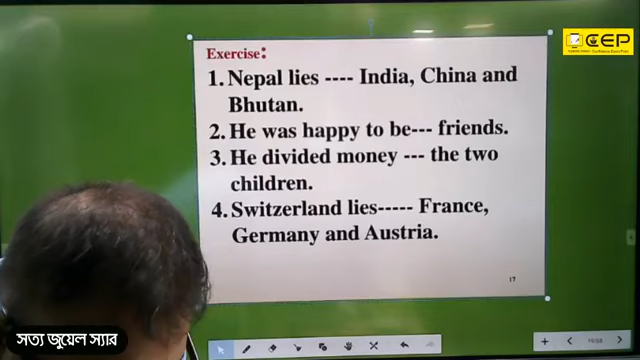 CEP
Exercise:
1. Nepal lies ---- India, China and
Bhutan.
2. He was happy to be--- friends.
3. He divided money --- the two
children.
4. Switzerland lies----- France,
Germany and Austria.
17
সত্য জুয়েল স্যার